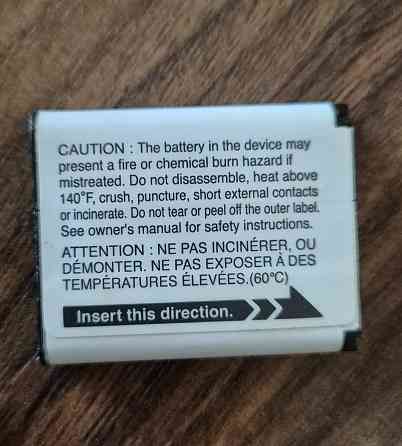 CAUTION : The battery in the device may
present a fire or chemical burn hazard if
mistreated. Do not disassemble, heat above
140°F, crush, puncture, short external contacts
or incinerate. Do not tear or peel off the outer label.
See owner's manual for safety instructions.
ATTENTION : NE PAS INCINÉRER, OU
DÉMONTER. NE PAS EXPOSER À DES
TEMPÉRATURES ÉLEVÉES.(60°C)
Insert this direction.